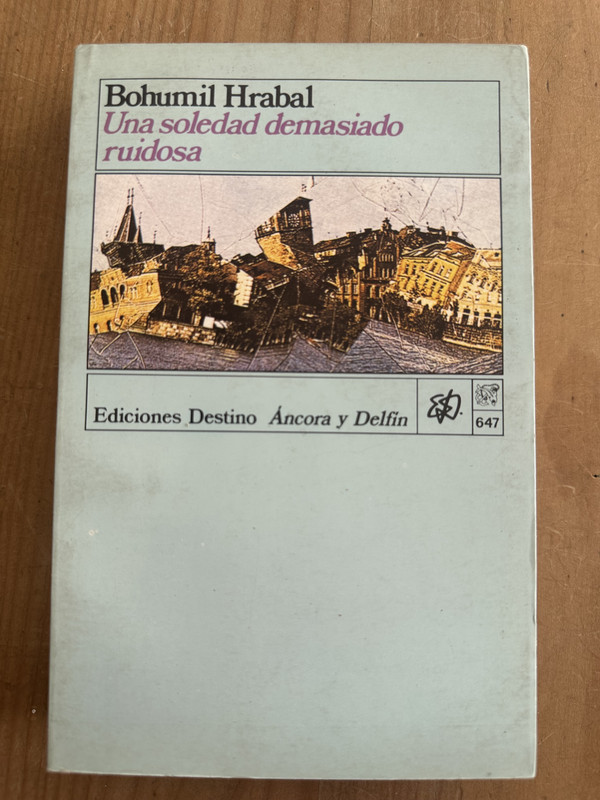 Bohumil Hrabal
Una soledad demasiado
ruidosa
Ediciones Destino Áncora y Delfín
647